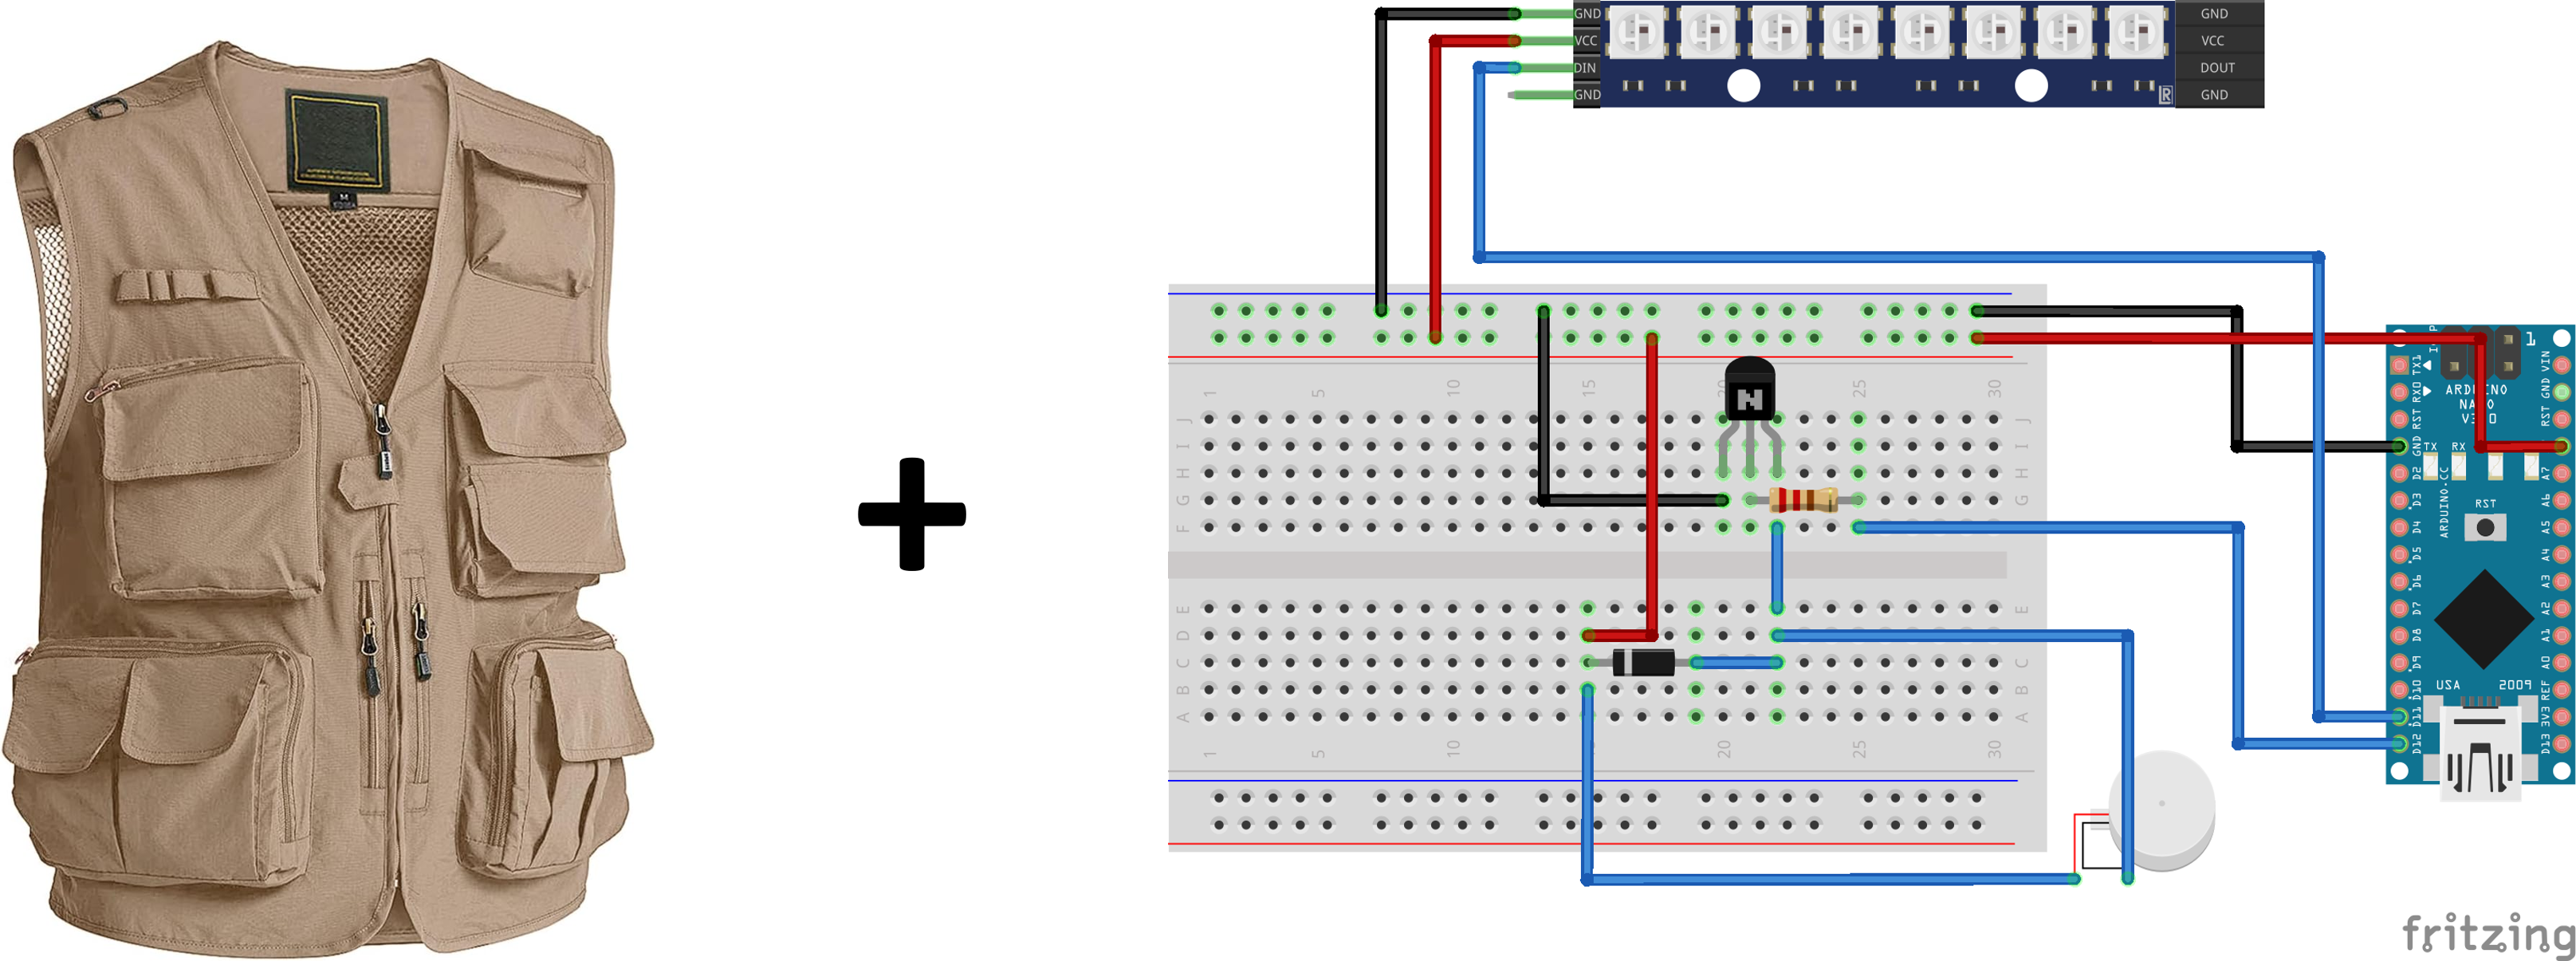 M
GND
VCC
DIN
GND
GND
VCC
DOUT
GND
R
1
5
10
15
20
25
30
J
I
H
G
F
E
D
C
B
A
J
I
H
G
F
E
C
A
1
5
10
20
25
30
N
1
ARDUINO
NANO
V3.0
TX
RX
RST
ARDUINO.CC
USA
2009
TX1
RX0
RST
GND
D2
D3
D4
D5
D6
D7
D8
D9
D10
D11
D12
VIN
GND
RST
A7
A6
A5
A4
A3
A2
A1
A0
REF
3V3
D13
fritzing